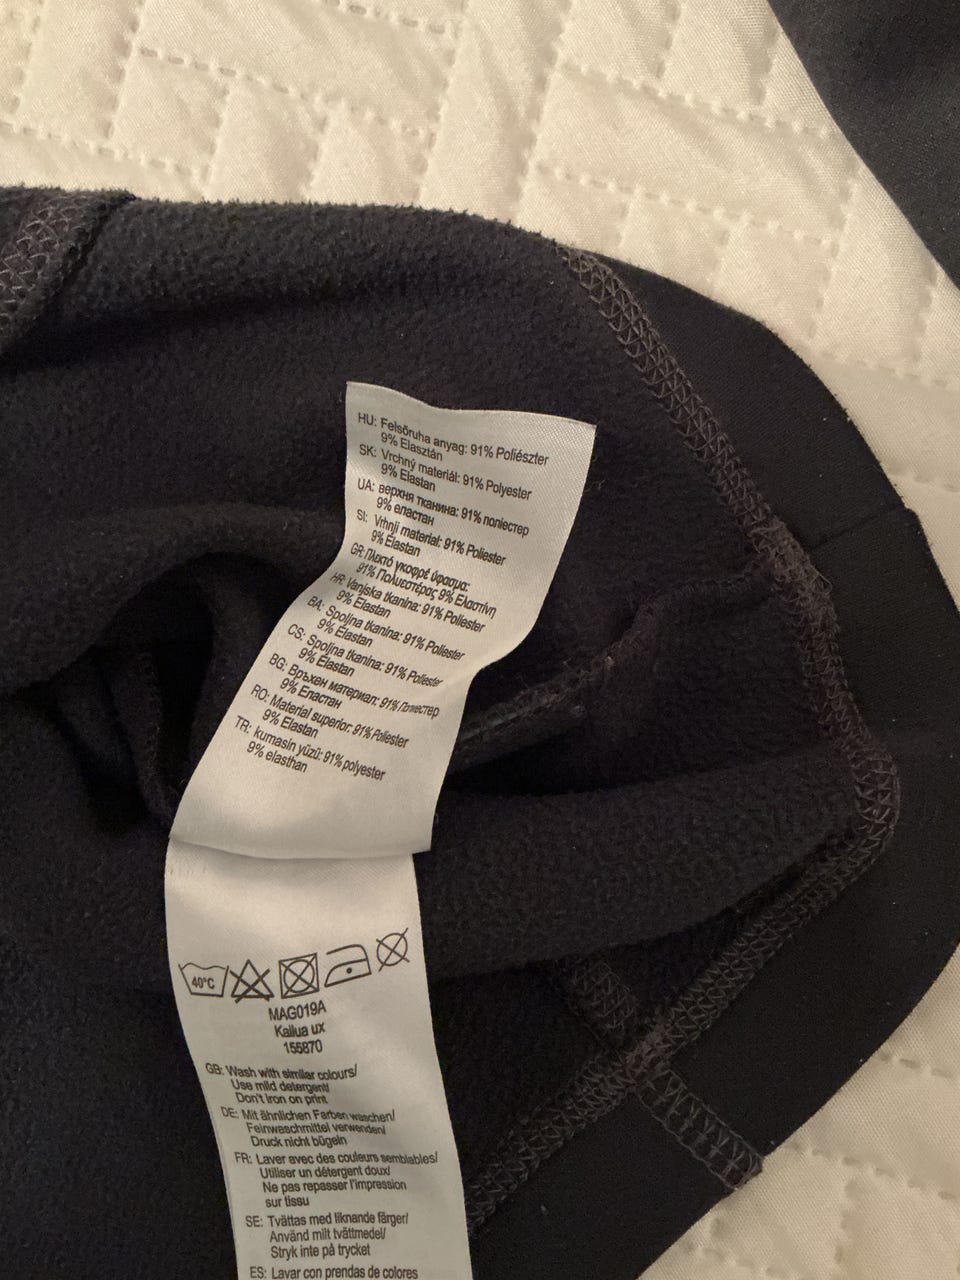 HU: Felsőruha anyag: 91% Poliészter
9% Elasztán
SK: Vrchný materiál: 91% Polyester
9% Elastan
UA: верхня тканина: 91% поліестер
9% еластан
SI: Vrhnji material: 91% Poliester
9% Elastan
GR: Πλεκτό γκοφρέ ύφασμα:
91% Πολυεστέρας 9% Ελαστίνη
HR: Vanjska tkanina: 91% Poliester
9% Elastan
BA: Spoljna tkanina: 91% Poliester
9% Elastan
CS: Spoljna tkanina: 91% Poliester
9% Elastan
BG: Връхен материал: 91% Полиестер
9% Еластан
RO: Material superior: 91% Poliester
9% Elastan
TR: kumasin yüzü: 91% polyester
9% elasthan
40°C
MAG019A
Kailua ux
155870
GB: Wash with similar colours/
Use mild detergent/
Don't iron on print
DE: Mit ähnlichen Farben waschen/
Feinwaschmittel verwenden/
Druck nicht bügeln
FR: Laver avec des couleurs semblables/
Utiliser un détergent doux/
Ne pas repasser l'impression
sur tissu
SE: Tvättas med liknande färger/
Använd milt tvättmedel/
Stryk inte på trycket
ES: Lavar con prendas de colores